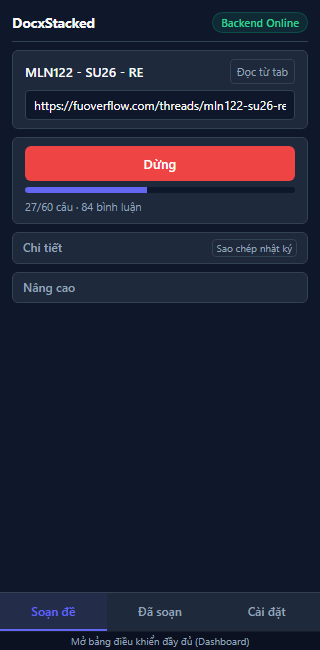 DocxStacked
Backend Online
MLN122 - SU26 - RE
Đọc từ tab
https://fuoverflow.com/threads/mln122-su26-re
Dừng
27/60 câu · 84 bình luận
Chi tiết
Sao chép nhật ký
Nâng cao
Soạn đề
Đã soạn
Cài đặt
Mở bảng điều khiển đầy đủ (Dashboard)